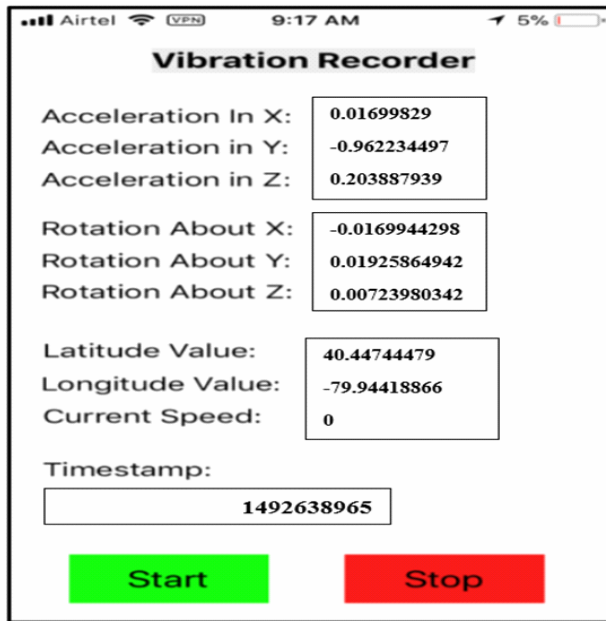 Airtel VPN 9:17 AM 5%
Vibration Recorder
Acceleration In X: 0.01699829
Acceleration in Y: -0.962234497
Acceleration in Z: 0.203887939
Rotation About X: -0.0169944298
Rotation About Y: 0.01925864942
Rotation About Z: 0.00723980342
Latitude Value: 40.44744479
Longitude Value: -79.94418866
Current Speed: 0
Timestamp:
1492638965
Start Stop